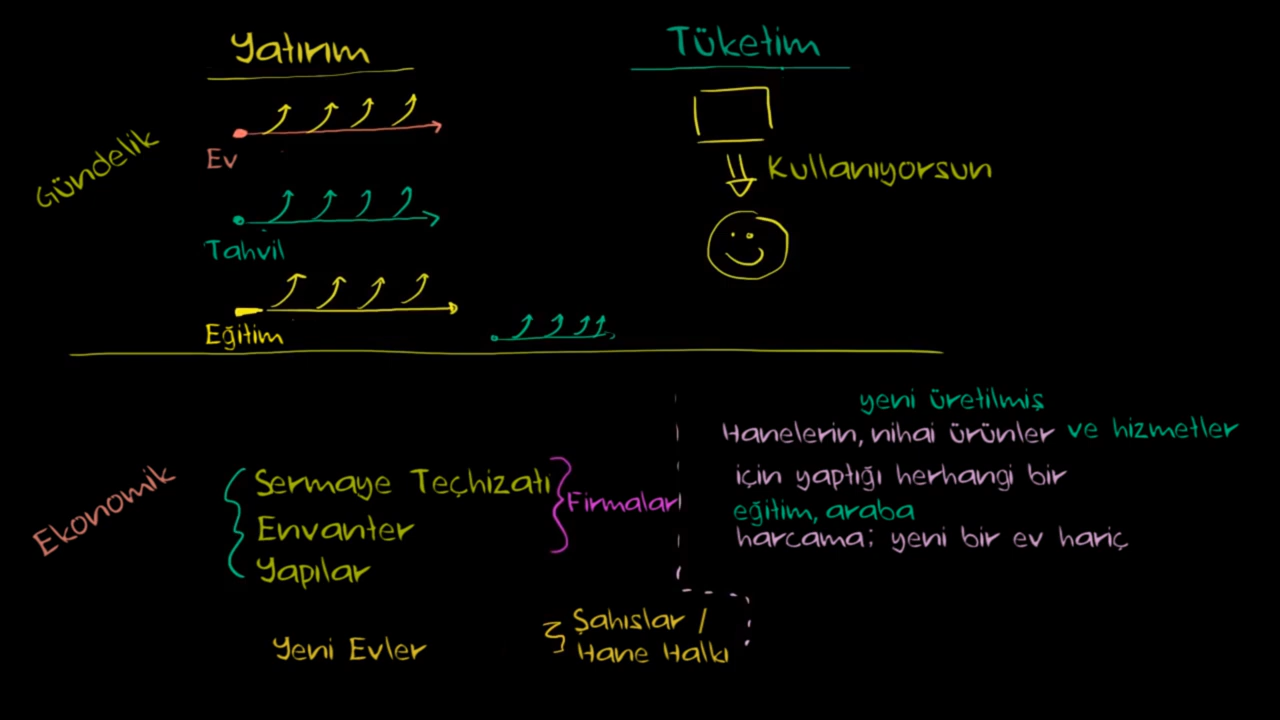 Yatırım
Tüketim
Gündelik
Ev
Kullanıyorsun
Tahvil
Eğitim
yeni üretilmiş
Hanelerin, nihai ürünler ve hizmetler
için yaptığı herhangi bir
eğitim, araba
harcama; yeni bir ev hariç
Ekonomik
Sermaye Teçhizatı
Firmalar
Envanter
Yapılar
Yeni Evler
Şahıslar /
Hane Halkı